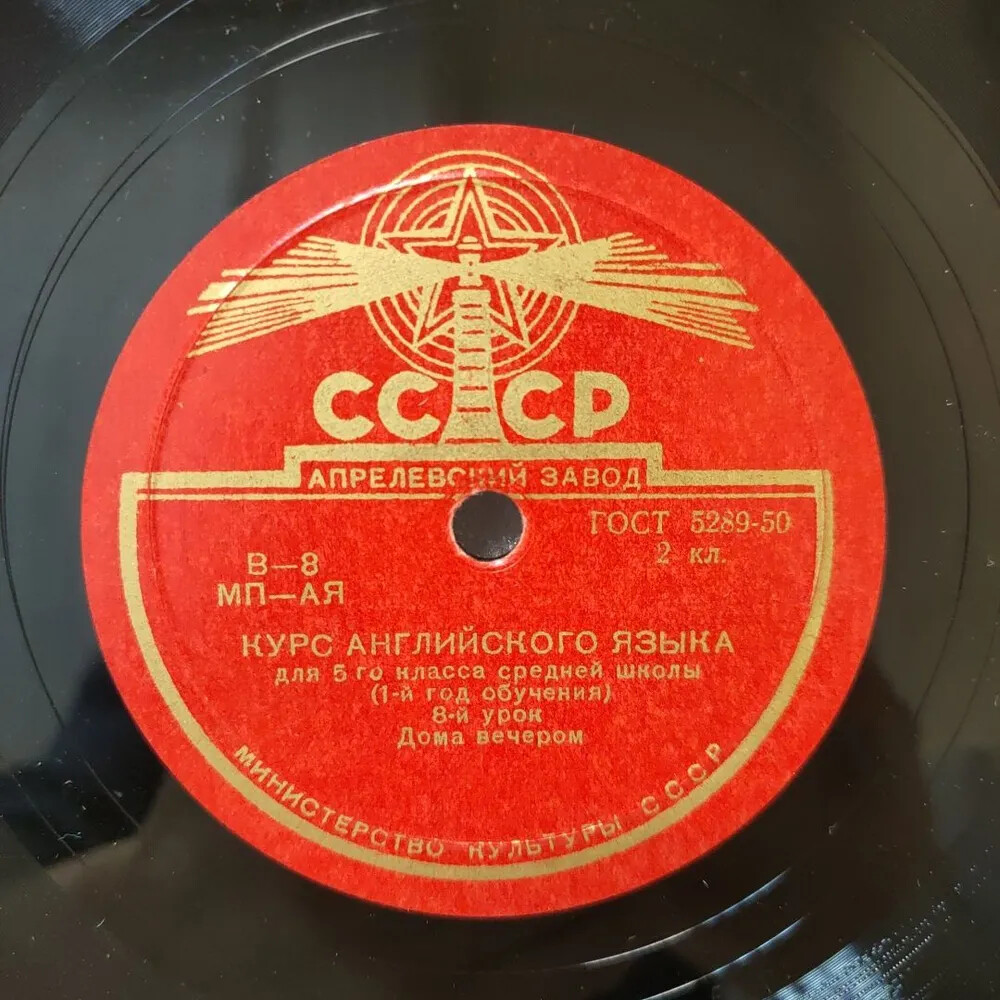 СССР
АПРЕЛЕВСКИЙ ЗАВОД
ГОСТ 5289-50
2 кл.
В—8
МП—АЯ
КУРС АНГЛИЙСКОГО ЯЗЫКА
для 5 го класса средней школы
(1-й год обучения)
8-й урок
Дома вечером
МИНИСТЕРСТВО КУЛЬТУРЫ СССР